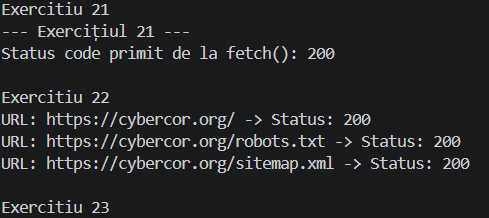 Exercitiu 21
--- Exercițiul 21 ---
Status code primit de la fetch(): 200
Exercitiu 22
URL: https://cybercor.org/ -> Status: 200
URL: https://cybercor.org/robots.txt -> Status: 200
URL: https://cybercor.org/sitemap.xml -> Status: 200
Exercitiu 23